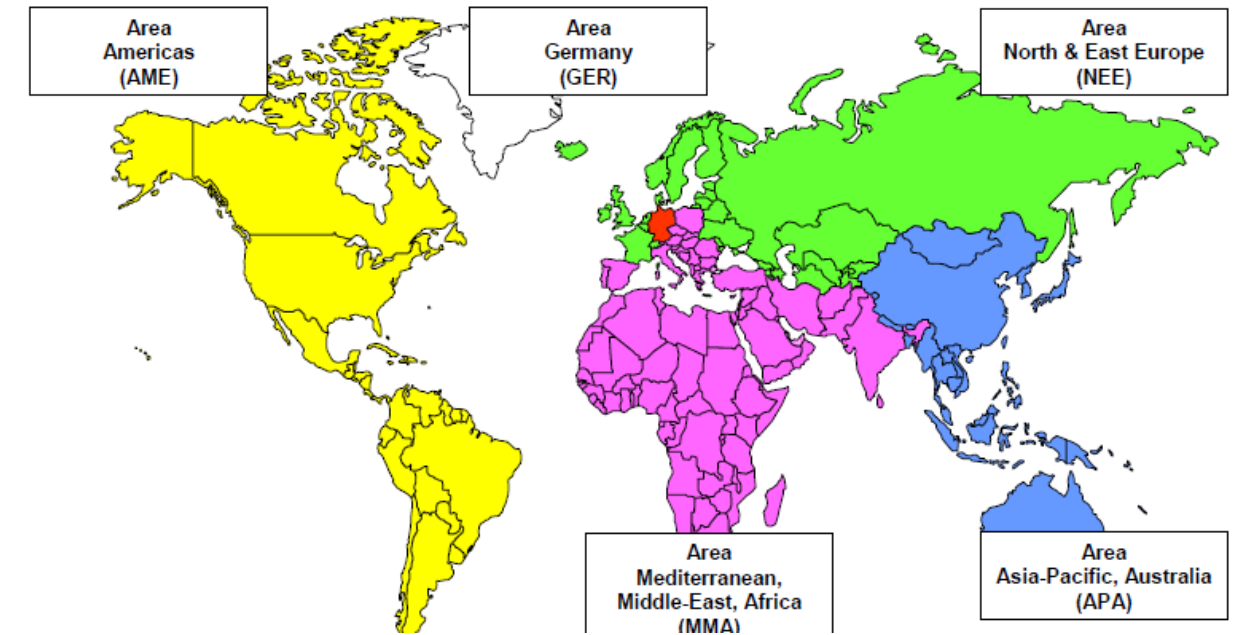 Area
Americas
(AME)
Area
Germany
(GER)
Area
North & East Europe
(NEE)
Area
Mediterranean,
Middle-East, Africa
(MMA)
Area
Asia-Pacific, Australia
(APA)